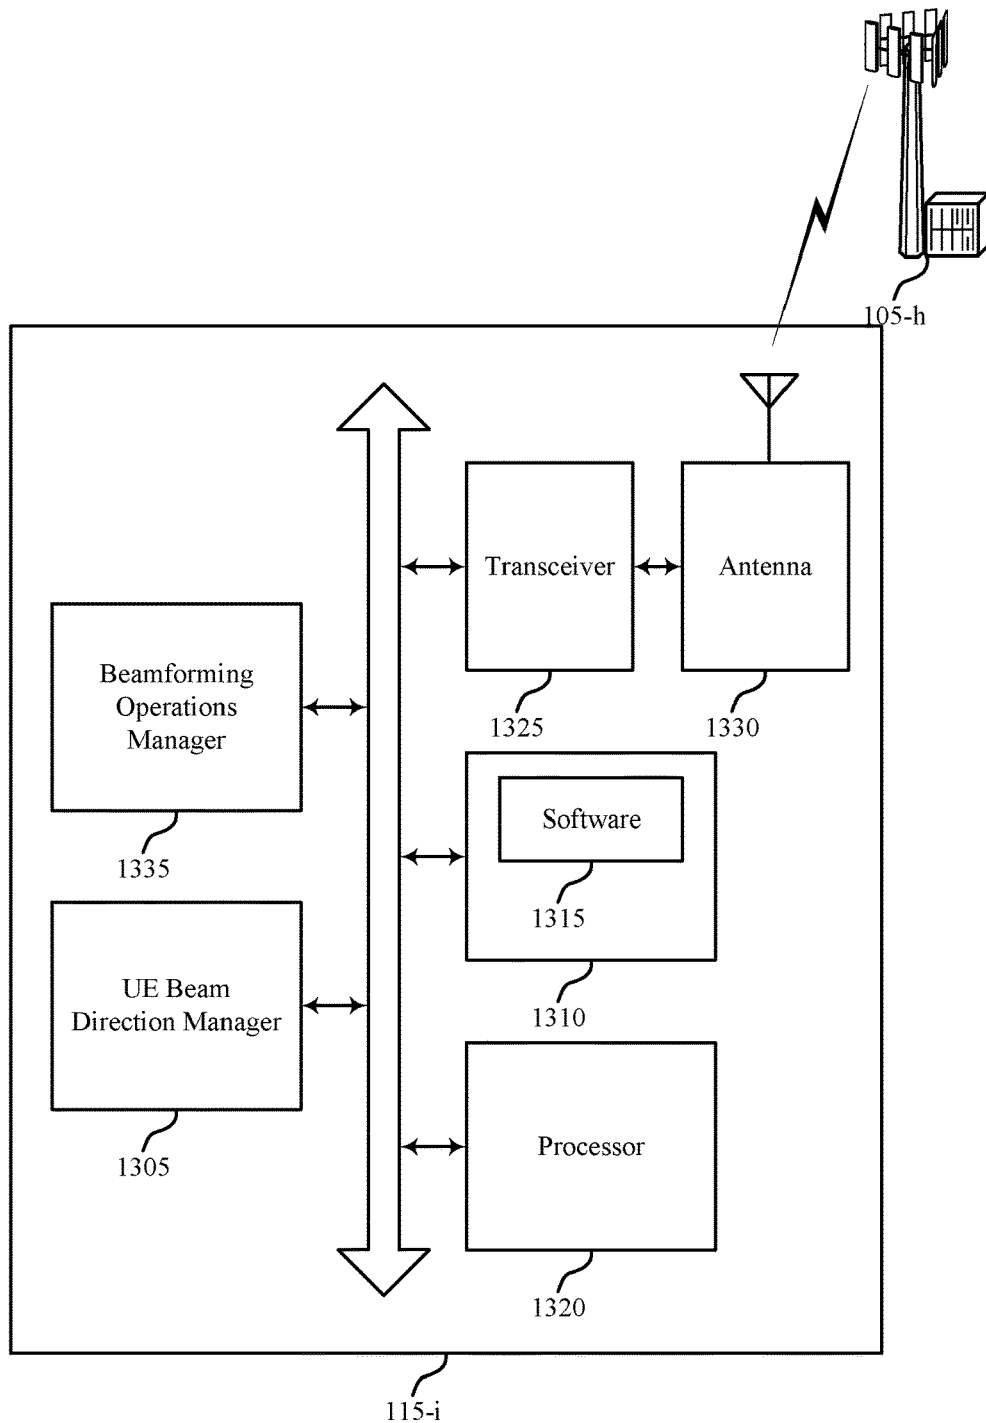 105-h
Transceiver
Antenna
1325
1330
Beamforming
Operations
Manager
1335
Software
1315
1310
UE Beam
Direction Manager
1305
Processor
1320
115-i